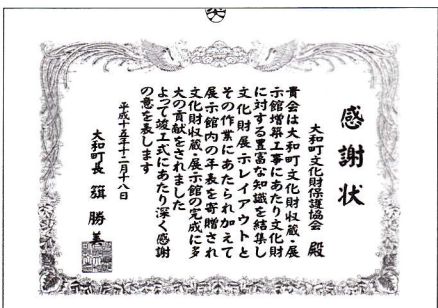 感謝状
大和町文化財保護協会 殿
貴会は大和町文化財収蔵・展
示館増築工事にあたり文化財
に対する豊富な知識を結集し
文化財展示レイアウトと
その作業にあたられ加えて
展示館内の年表を寄贈され
文化財収蔵・展示館の完成に多
大の貢献をされました
よって竣工式にあたり深く感謝
の意を表します
平成十五年十二月十八日
大和町長 籏 勝美